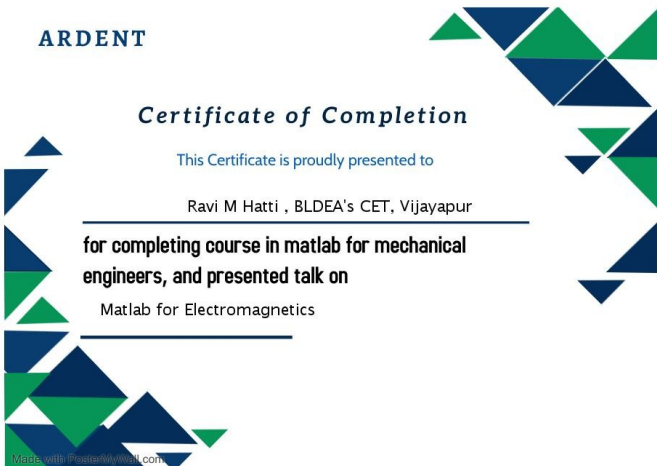 ARDENT
Certificate of Completion
This Certificate is proudly presented to
Ravi M Hatti , BLDEA's CET, Vijayapur
for completing course in matlab for mechanical
engineers, and presented talk on
Matlab for Electromagnetics
Made with PosterMyWall.com